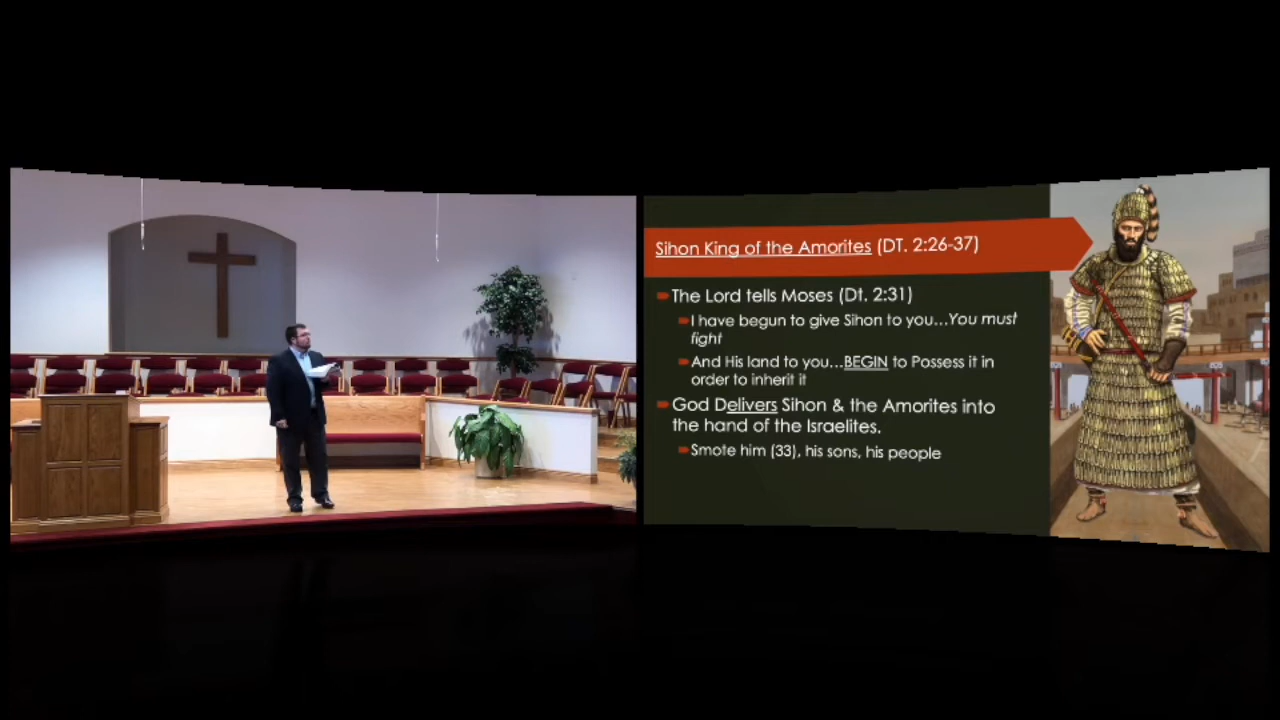 Sihon King of the Amorites (DT. 2:26-37)
The Lord tells Moses (Dt. 2:31)
I have begun to give Sihon to you...You must
fight
And His land to you...BEGIN to Possess it in
order to inherit it
God Delivers Sihon & the Amorites into
the hand of the Israelites.
Smote him (33), his sons, his people